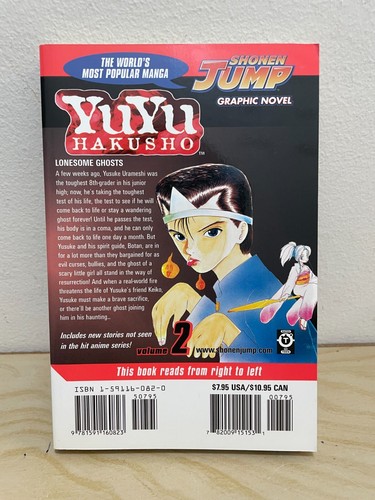 THE WORLD'S
MOST POPULAR MANGA
SHONEN
JUMP
GRAPHIC NOVEL
YUYU
HAKUSHO
TM
LONESOME GHOSTS
A few weeks ago, Yusuke Urameshi was
the toughest 8th-grader in his junior
high; now, he's taking the toughest
test of his life, the test to see if he will
come back to life or stay a wandering
ghost forever! Until he passes the test,
his body is in a coma, and he can only
come back to life one day a month. But
Yusuke and his spirit guide, Botan, are in
for a lot more than they bargained for as
evil curses, bullies, and the ghost of a
scary little girl all stand in the way of
resurrection! And when a real-world fire
threatens the life of Yusuke's friend Keiko,
Yusuke must make a brave sacrifice,
or there'll be another ghost joining
him in his haunting...
Includes new stories not seen
in the hit anime series!
volume 2
www.shonenjump.com
T
This book reads from right to left
ISBN 1-59116-082-0
50795
9 781591 160823
$7.95 USA/$10.95 CAN
00795
7 82009 15153 1